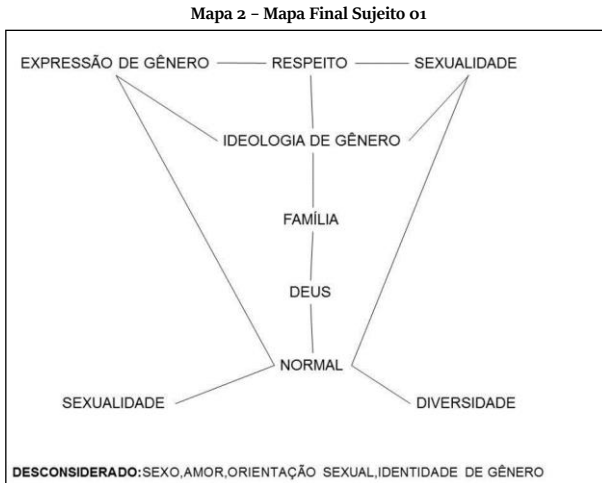 Mapa 2 – Mapa Final Sujeito 01
EXPRESSÃO DE GÊNERO RESPEITO SEXUALIDADE
IDEOLOGIA DE GÊNERO
FAMÍLIA
DEUS
NORMAL
SEXUALIDADE DIVERSIDADE
DESCONSIDERADO:SEXO,AMOR,ORIENTAÇÃO SEXUAL,IDENTIDADE DE GÊNERO